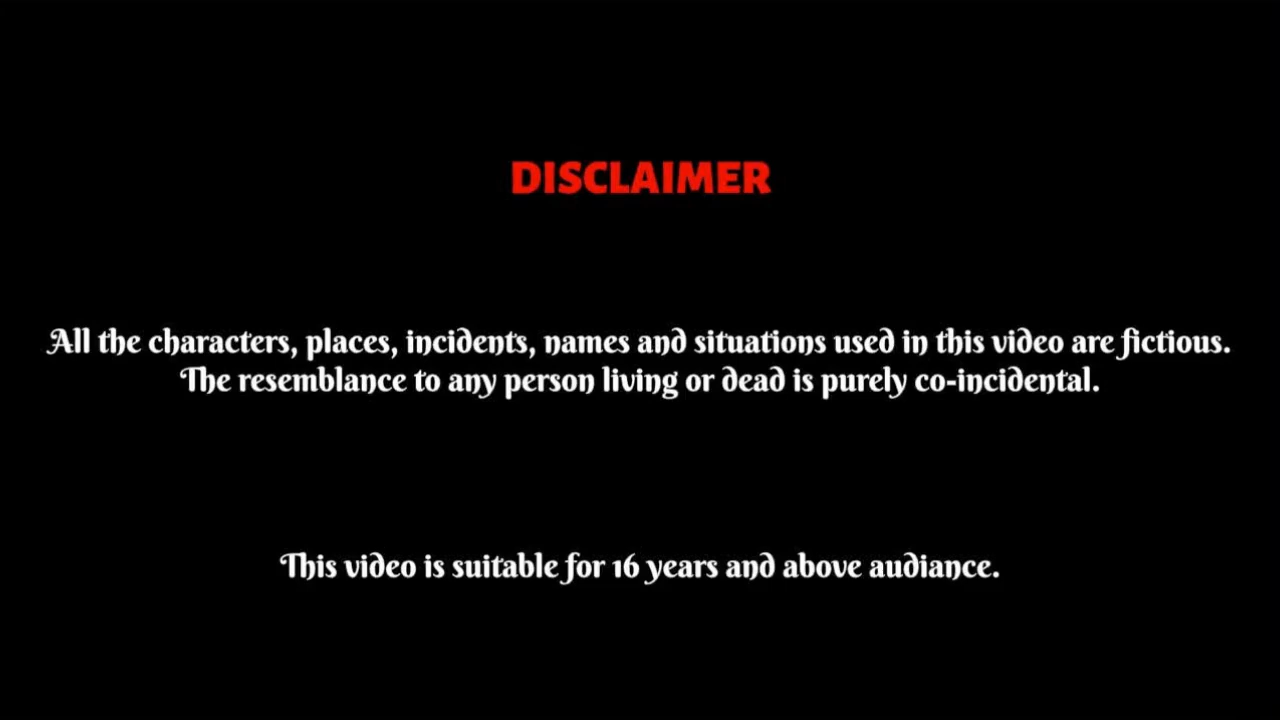 DISCLAIMER
All the characters, places, incidents, names and situations used in this video are fictious.
The resemblance to any person living or dead is purely co-incidental.
This video is suitable for 16 years and above audiance.